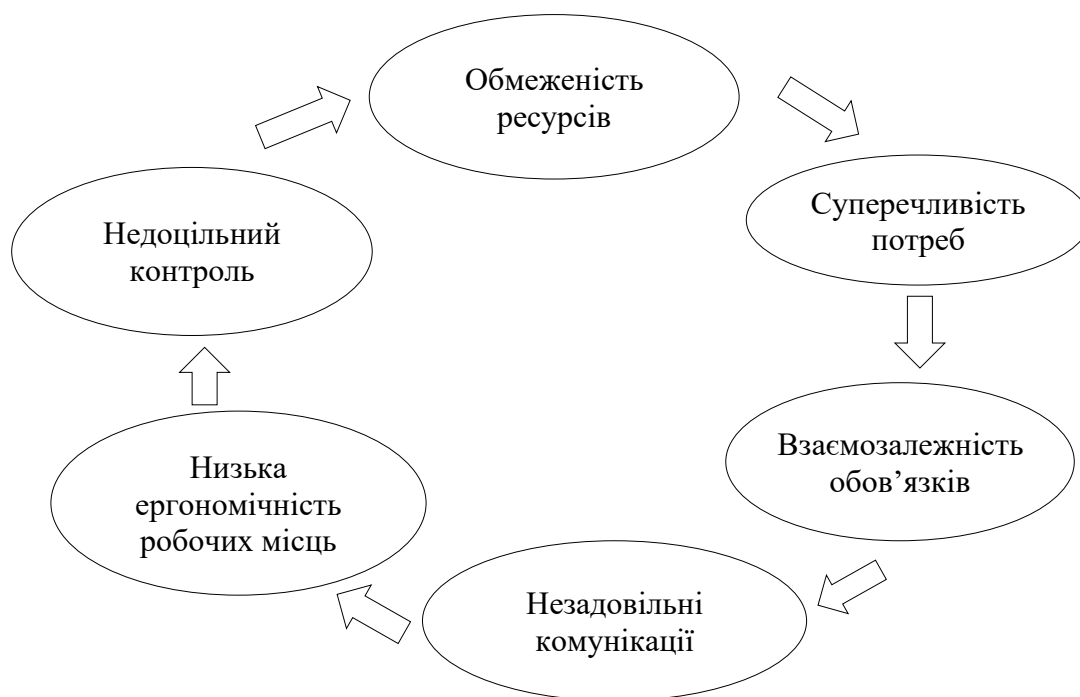 Обмеженість
ресурсів
Суперечливість
потреб
Взаємозалежність
обов’язків
Незадовільні
комунікації
Низька
ергономічність
робочих місць
Недоцільний
контроль